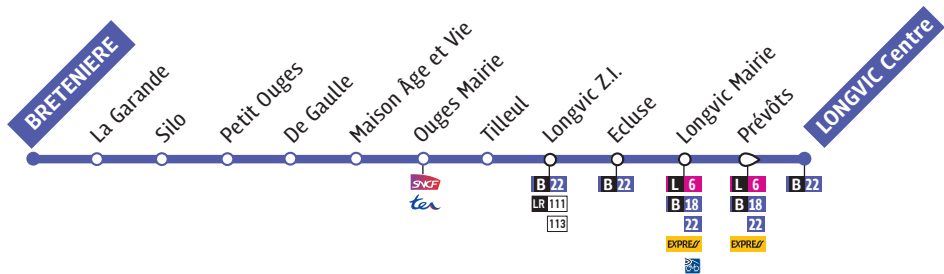 BRETENIERE
La Garande
Silo
Petit Ouges
De Gaulle
Maison Âge et Vie
Ouges Mairie
SNCF
ter
Tilleul
Longvic Z.I.
B 22
LR 111
113
Ecluse
B 22
Longvic Mairie
L 6
B 18
22
EXPRESS
Prévôts
L 6
B 18
22
EXPRESS
LONGVIC Centre
B 22